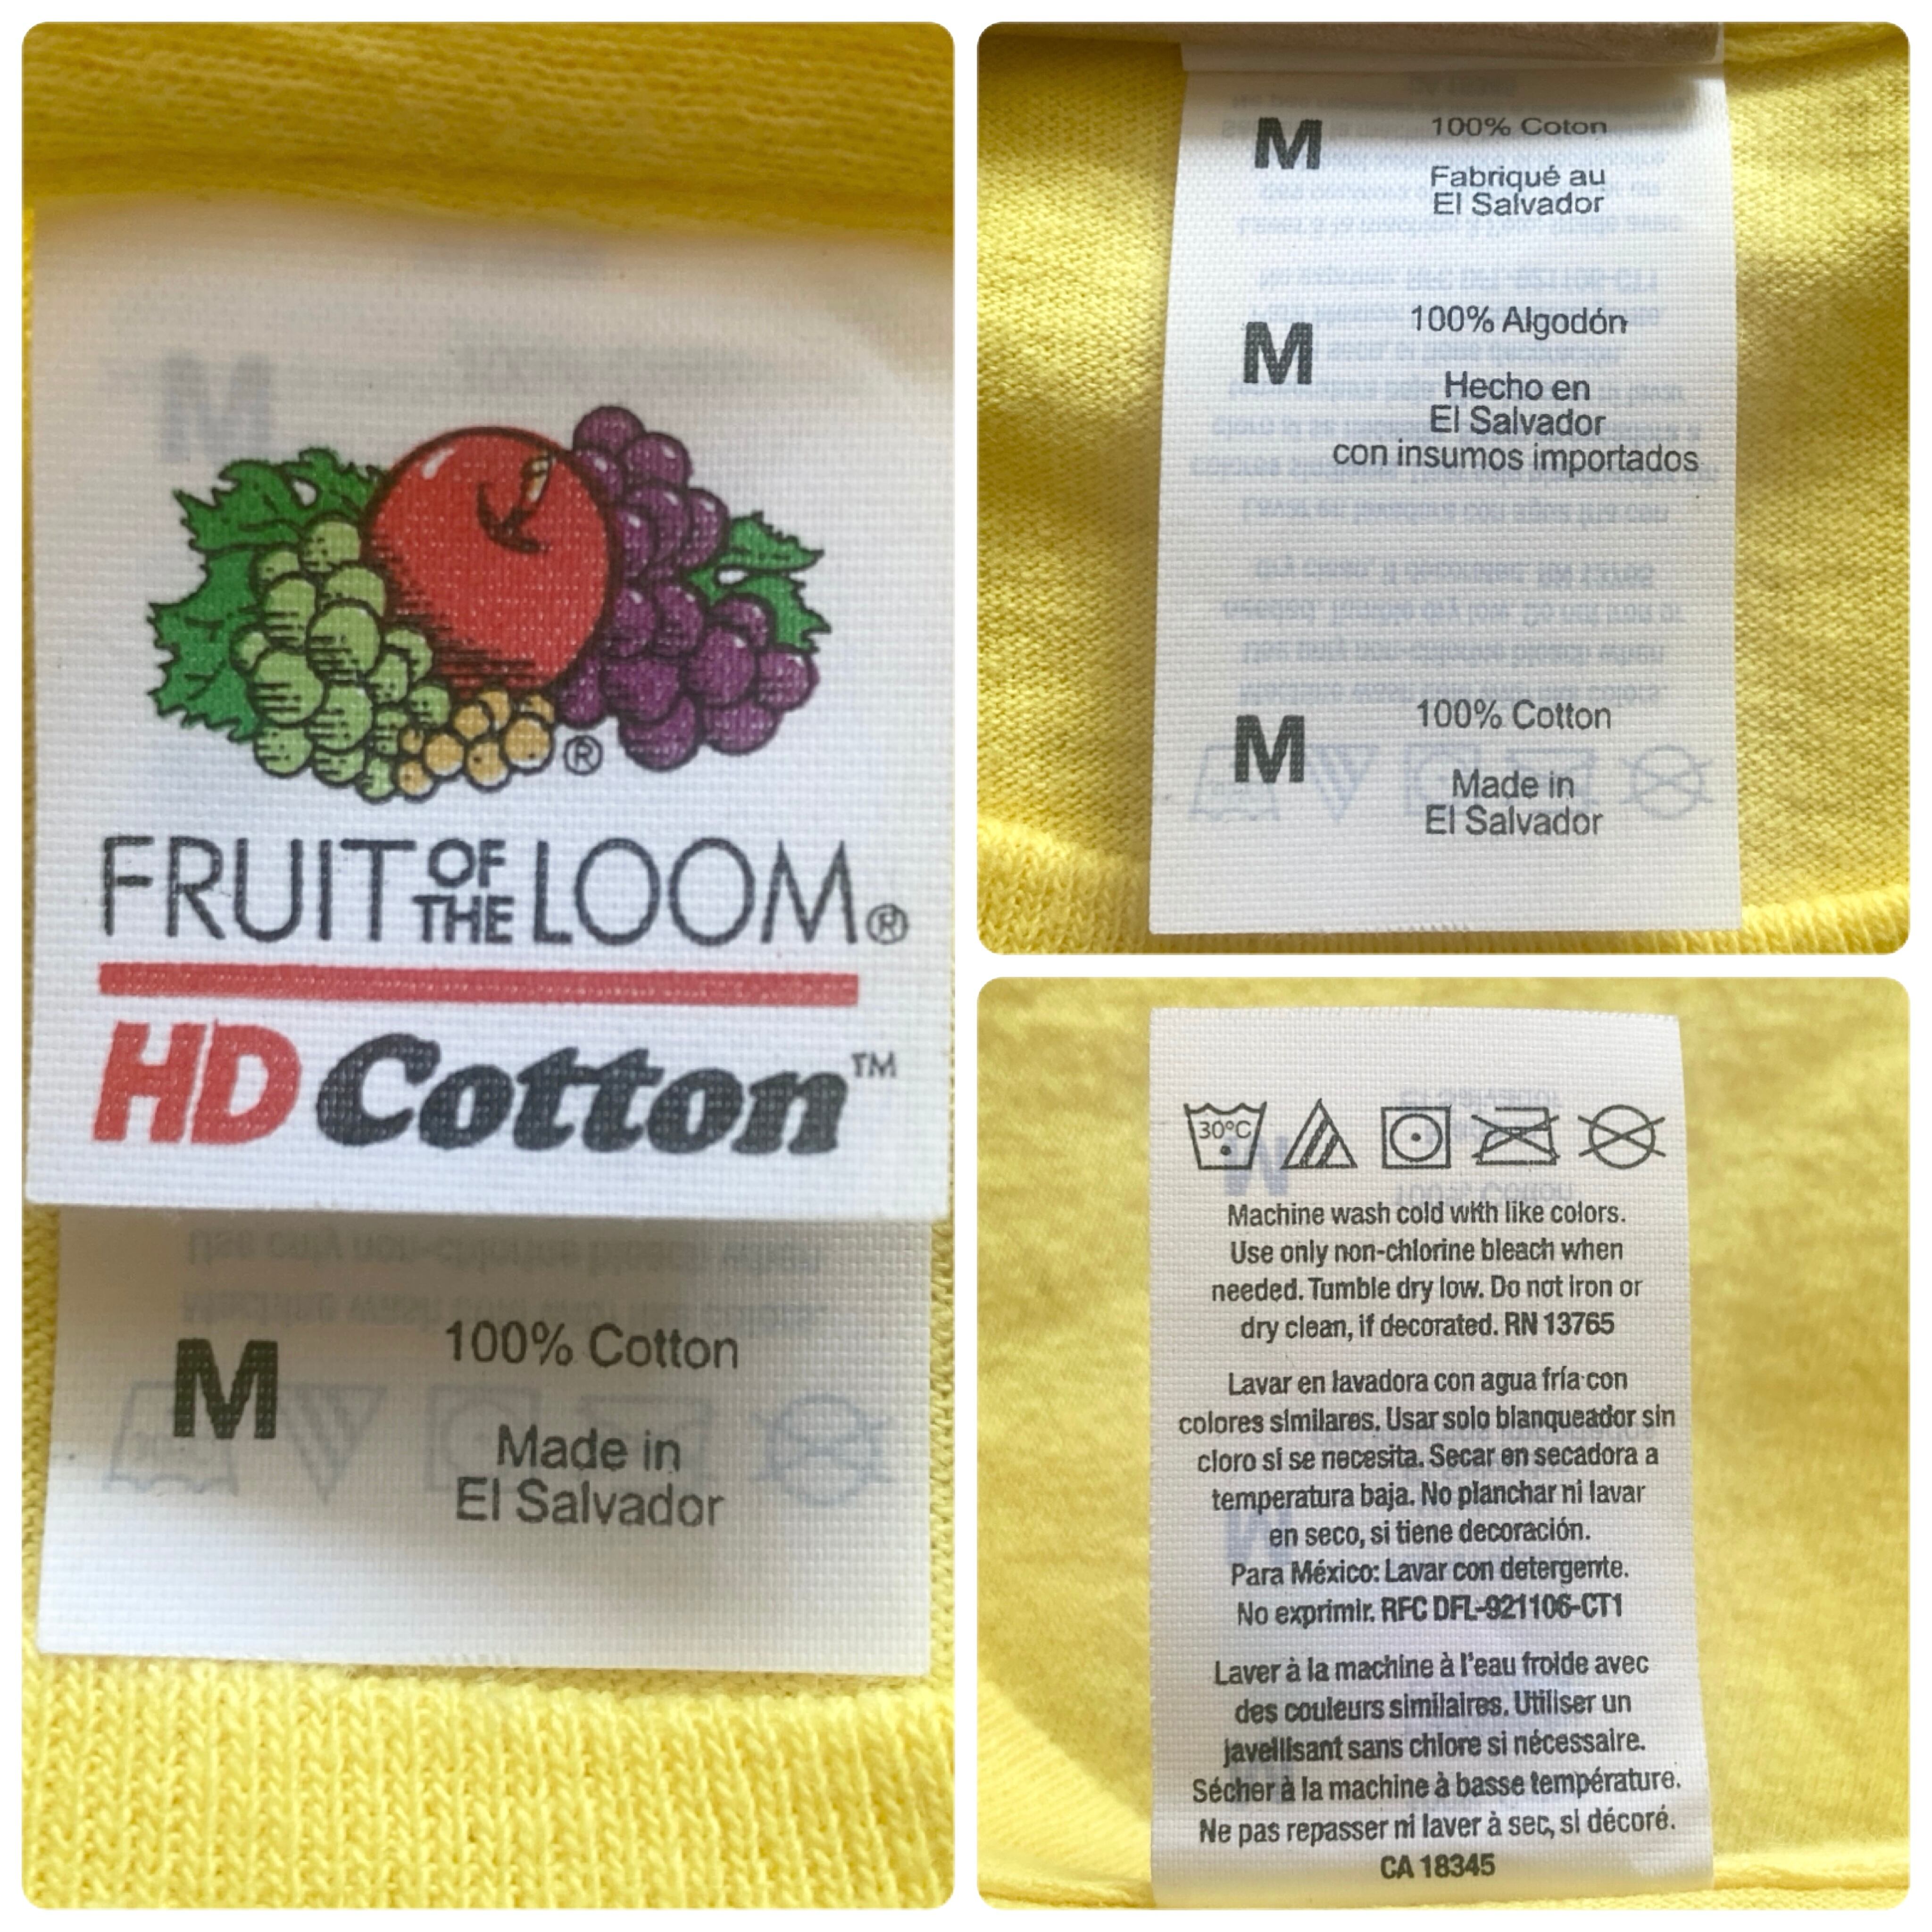 FRUIT OF THE LOOM®
HD Cotton™
M 100% Cotton
Made in
El Salvador
M 100% Coton
Fabriqué au
El Salvador
M 100% Algodón
Hecho en
El Salvador
con insumos importados
M 100% Cotton
Made in
El Salvador
30°C
Machine wash cold with like colors.
Use only non-chlorine bleach when
needed. Tumble dry low. Do not iron or
dry clean, if decorated. RN 13765
Lavar en lavadora con agua fría con
colores similares. Usar solo blanqueador sin
cloro si se necesita. Secar en secadora a
temperatura baja. No planchar ni lavar
en seco, si tiene decoración.
Para México: Lavar con detergente.
No exprimir. RFC DFL-921106-CT1
Laver à la machine à l'eau froide avec
des couleurs similaires. Utiliser un
javellisant sans chlore si nécessaire.
Sécher à la machine à basse température.
Ne pas repasser ni laver à sec, si décoré.
CA 18345